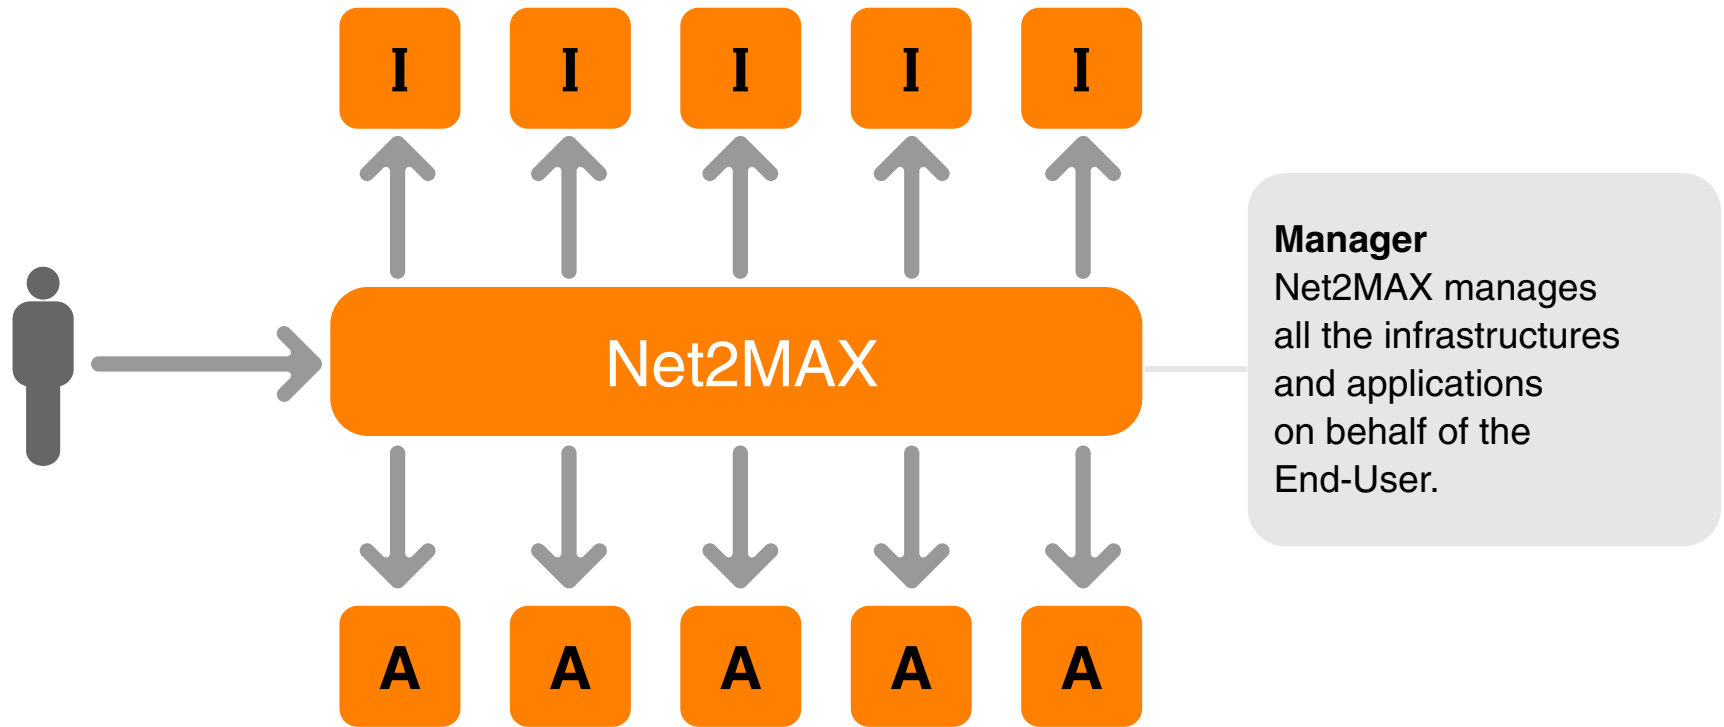 I I I I I
Net2MAX
Manager
Net2MAX manages
all the infrastructures
and applications
on behalf of the
End-User.
A A A A A